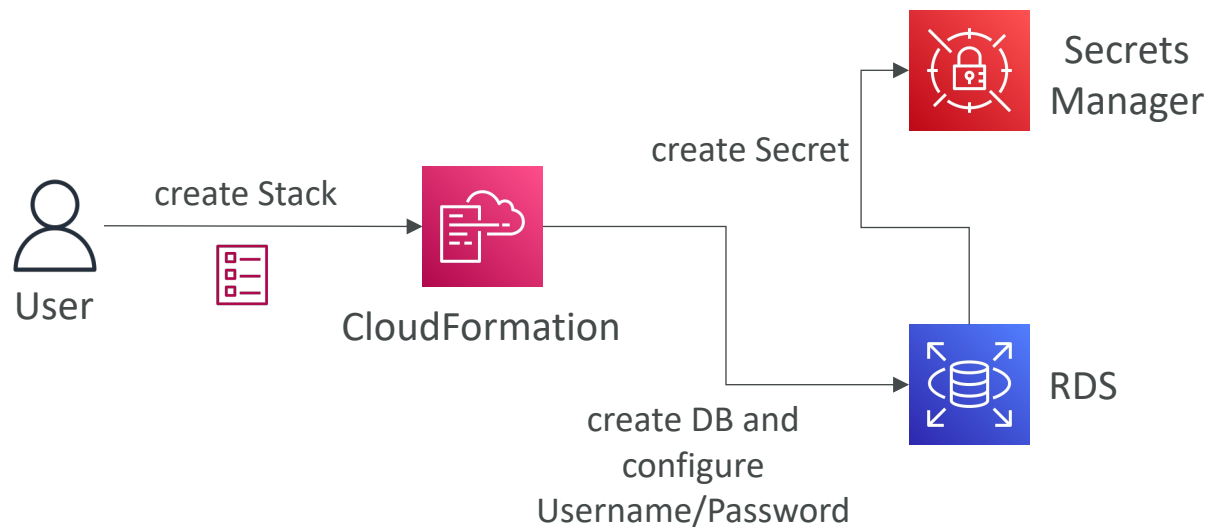 User
create Stack
CloudFormation
create DB and
configure
Username/Password
RDS
create Secret
Secrets
Manager